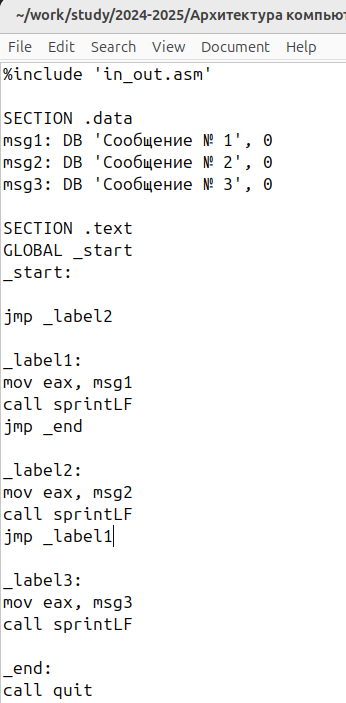 ~/work/study/2024-2025/Архитектура компью
File Edit Search View Document Help
%include 'in_out.asm'
SECTION .data
msg1: DB 'Сообщение № 1', 0
msg2: DB 'Сообщение № 2', 0
msg3: DB 'Сообщение № 3', 0
SECTION .text
GLOBAL _start
_start:
jmp _label2
_label1:
mov eax, msg1
call sprintLF
jmp _end
_label2:
mov eax, msg2
call sprintLF
jmp _label1
_label3:
mov eax, msg3
call sprintLF
_end:
call quit